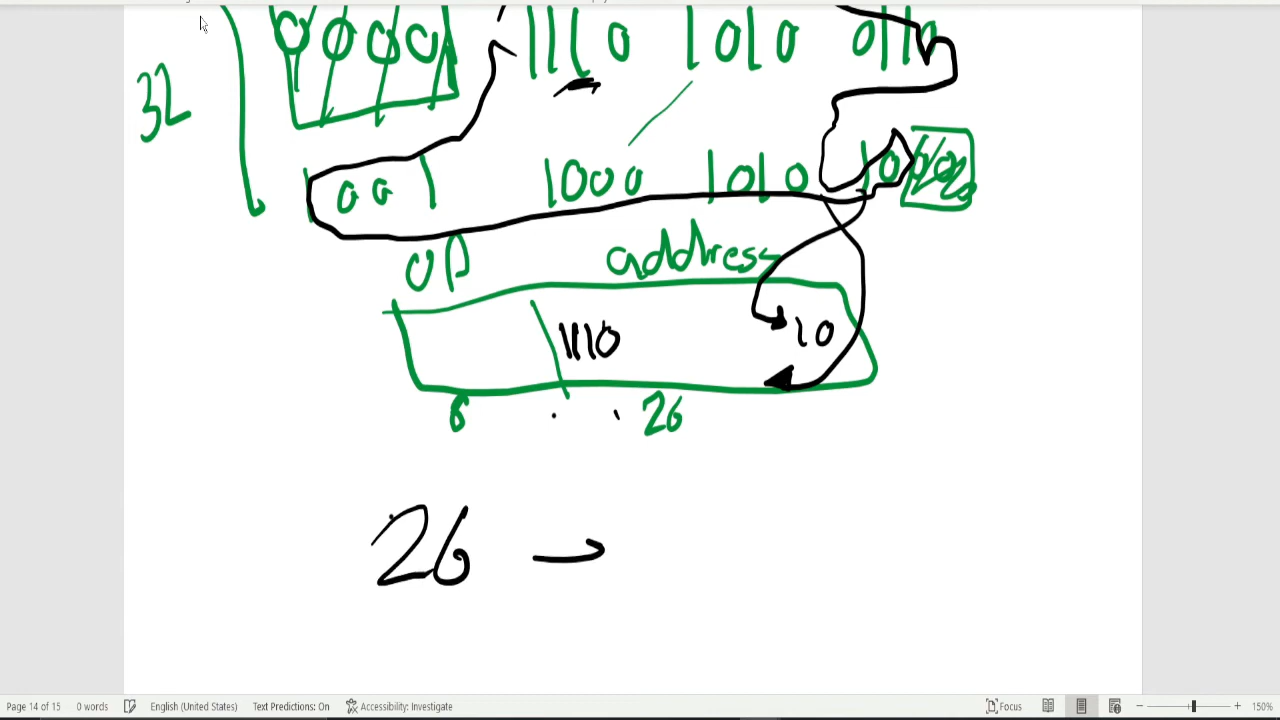 0000 1110 1010 0110
32
1001 1000 1010 10
OP address
1110 10
6 26
26 →
Page 14 of 15 0 words English (United States) Text Predictions: On Accessibility: Investigate Focus 150%